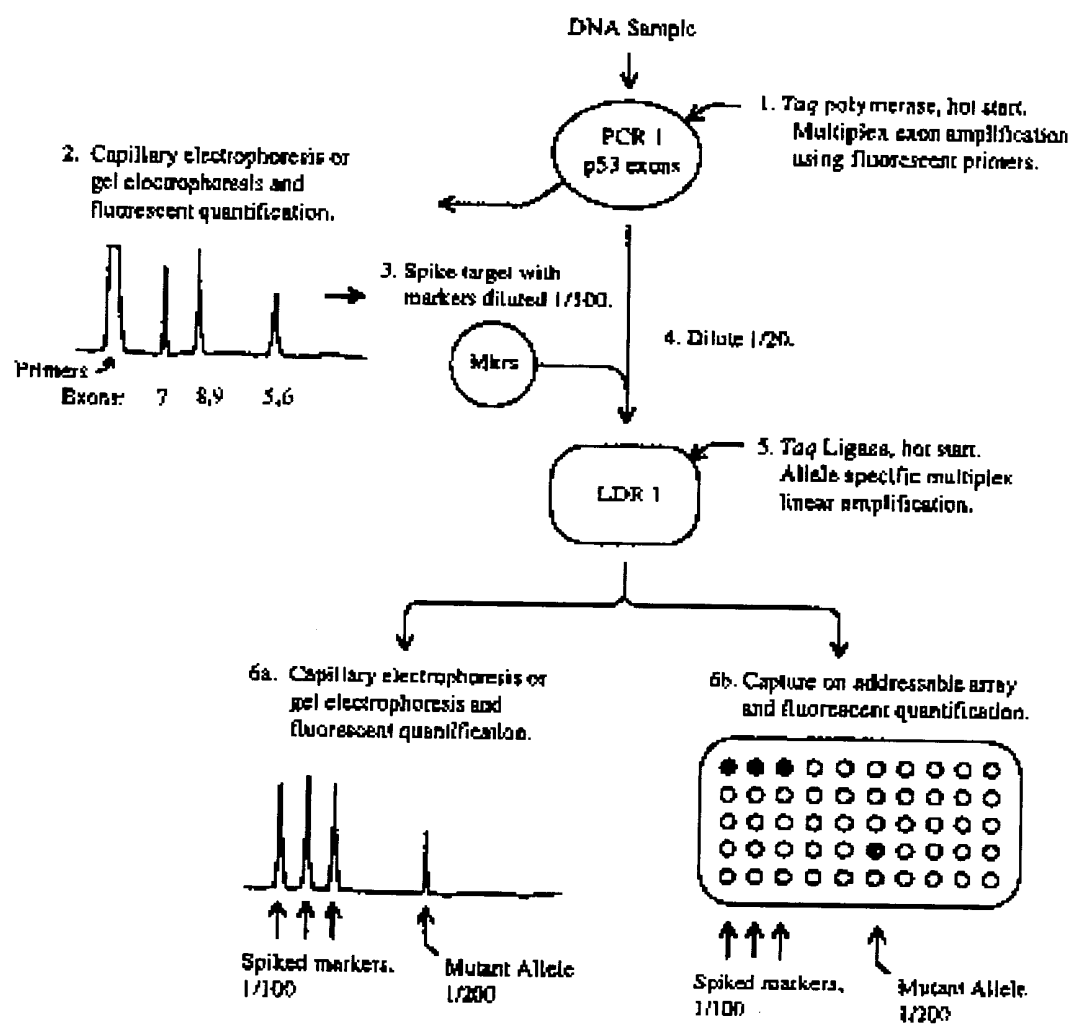 DNA Sample
1. Taq polymerase, hot start.
Multiplex exon amplification
using fluorescent primers.
PCR 1
p53 exons
2. Capillary electrophoresis or
gel electrophoresis and
fluorescent quantification.
3. Spike target with
markers diluted 1/100.
4. Dilute 1/20.
Mkrs
Primers
Exons: 7 8,9 5,6
5. Taq Ligase, hot start.
Allele specific multiplex
linear amplification.
LDR 1
6a. Capillary electrophoresis or
gel electrophoresis and
fluorescent quantification.
6b. Capture on addressable array
and fluorescent quantification.
Spiked markers,
1/100
Mutant Allele
1/200
Spiked markers,
1/100
Mutant Allele
1/200